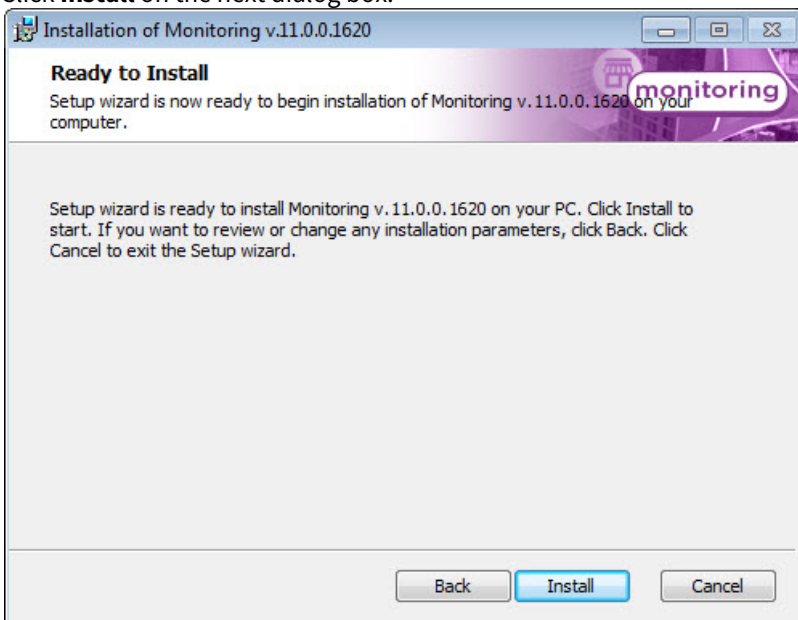 Click Install on the next dialog box.
Installation of Monitoring v.11.0.0.1620
Ready to Install
Setup wizard is now ready to begin installation of Monitoring v.11.0.0.1620 on your
computer.
monitoring
Setup wizard is ready to install Monitoring v.11.0.0.1620 on your PC. Click Install to
start. If you want to review or change any installation parameters, click Back. Click
Cancel to exit the Setup wizard.
Back Install Cancel